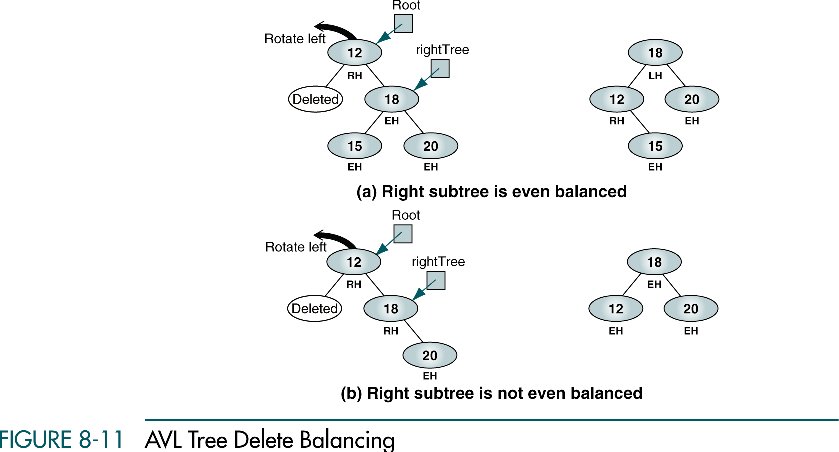 Root
Rotate left
12
RH
rightTree
Deleted
18
EH
15
EH
20
EH
18
LH
12
RH
20
EH
15
EH
(a) Right subtree is even balanced
Root
Rotate left
12
RH
rightTree
Deleted
18
RH
20
EH
18
EH
12
EH
20
EH
(b) Right subtree is not even balanced
FIGURE 8-11 AVL Tree Delete Balancing